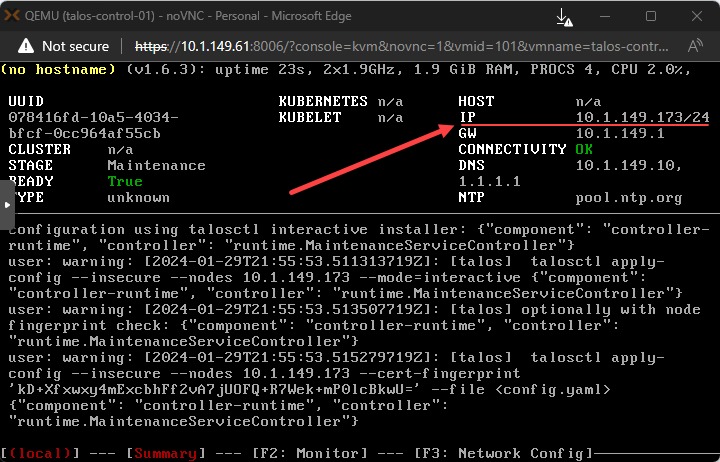 QEMU (talos-control-01) - noVNC - Personal - Microsoft Edge
Not secure https://10.1.149.61:8006/?console=kvm&novnc=1&vmid=101&vmname=talos-contr...
(no hostname) (v1.6.3): uptime 23s, 2x1.9GHz, 1.9 GiB RAM, PROCS 4, CPU 2.0%,
UUID KUBERNETES n/a HOST n/a
078416fd-10a5-4034- KUBELET n/a IP 10.1.149.173/24
bfcf-0cc964af55cb GW 10.1.149.1
CLUSTER n/a CONNECTIVITY OK
STAGE Maintenance DNS 10.1.149.10,
READY True 1.1.1.1
TYPE unknown NTP pool.ntp.org
configuration using talosctl interactive installer: {"component": "controller-
runtime", "controller": "runtime.MaintenanceServiceController"}
user: warning: [2024-01-29T21:55:53.511313719Z]: [talos] talosctl apply-
config --insecure --nodes 10.1.149.173 --mode=interactive {"component":
"controller-runtime", "controller": "runtime.MaintenanceServiceController"}
user: warning: [2024-01-29T21:55:53.513507719Z]: [talos] optionally with node
fingerprint check: {"component": "controller-runtime", "controller":
"runtime.MaintenanceServiceController"}
user: warning: [2024-01-29T21:55:53.515279719Z]: [talos] talosctl apply-
config --insecure --nodes 10.1.149.173 --cert-fingerprint
'kD+Xfxwxy4mExcbhFf2vA7jUOFQ+R7Wek+mP0lcBkwU=' --file <config.yaml>
{"component": "controller-runtime", "controller":
"runtime.MaintenanceServiceController"}
[(local)] --- [Summary] --- [F2: Monitor] --- [F3: Network Config]